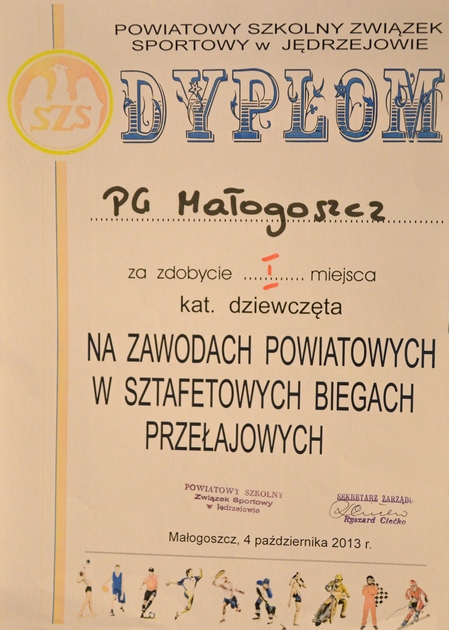 POWIATOWY SZKOLNY ZWIĄZEK
SPORTOWY w JĘDRZEJOWIE
SZS
DYPLOM
PG Małogoszcz
za zdobycie ......I...... miejsca
kat. dziewczęta
NA ZAWODACH POWIATOWYCH
W SZTAFETOWYCH BIEGACH
PRZEŁAJOWYCH
POWIATOWY SZKOLNY
Związek Sportowy
w Jędrzejowie
SEKRETARZ ZARZĄDU
Ryszard Ciećko
Małogoszcz, 4 października 2013 r.